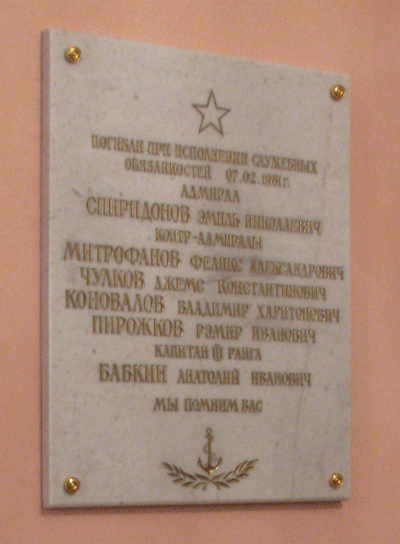 ПОГИБЛИ ПРИ ИСПОЛНЕНИИ СЛУЖЕБНЫХ
ОБЯЗАННОСТЕЙ 07.02.1981г.
АДМИРАЛ
СПИРИДОНОВ ЭМИЛЬ НИКОЛАЕВИЧ
КОНТР-АДМИРАЛЫ
МИТРОФАНОВ ФЕЛИКС АЛЕКСАНДРОВИЧ
ЧУЛКОВ ДЖЕМС КОНСТАНТИНОВИЧ
КОНОВАЛОВ ВЛАДИМИР ХАРИТОНОВИЧ
ПИРОЖКОВ РЭМИР ИВАНОВИЧ
КАПИТАН III РАНГА
БАБКИН АНАТОЛИЙ ИВАНОВИЧ
МЫ ПОМНИМ ВАС